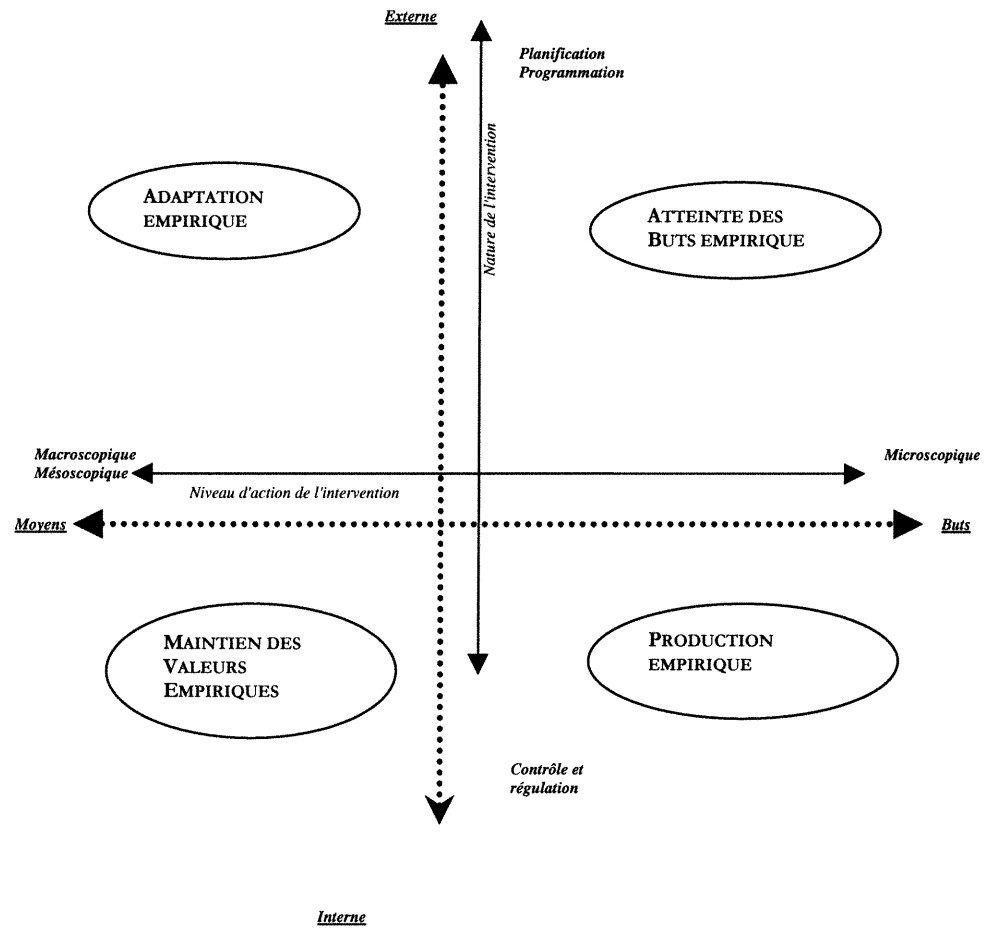 Externe
Planification
Programmation
Nature de l'intervention
ADAPTATION
EMPIRIQUE
ATTEINTE DES
BUTS EMPIRIQUE
Macroscopique
Mésoscopique
Microscopique
Niveau d'action de l'intervention
Moyens
Buts
MAINTIEN DES
VALEURS
EMPIRIQUES
PRODUCTION
EMPIRIQUE
Contrôle et
régulation
Interne